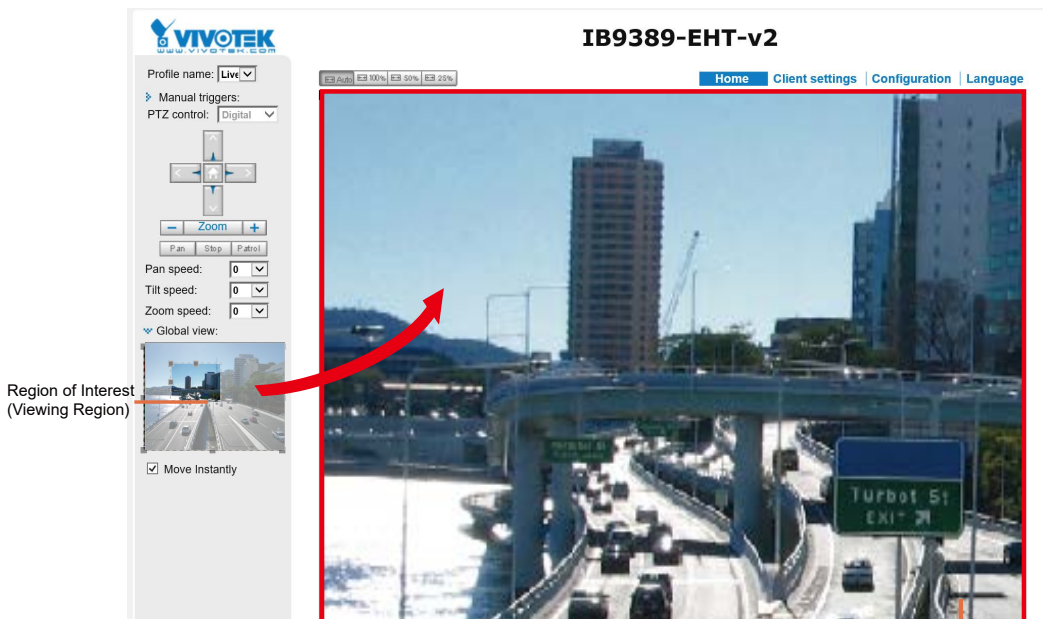 VIVOTEK
www.vivotek.com
IB9389-EHT-v2
Profile name: Live
Auto 100% 50% 25%
Home Client settings Configuration Language
Manual triggers:
PTZ control: Digital
Zoom
Pan Stop Patrol
Pan speed: 0
Tilt speed: 0
Zoom speed: 0
Global view:
Region of Interest
(Viewing Region)
Move Instantly
Turbot St
EXIT